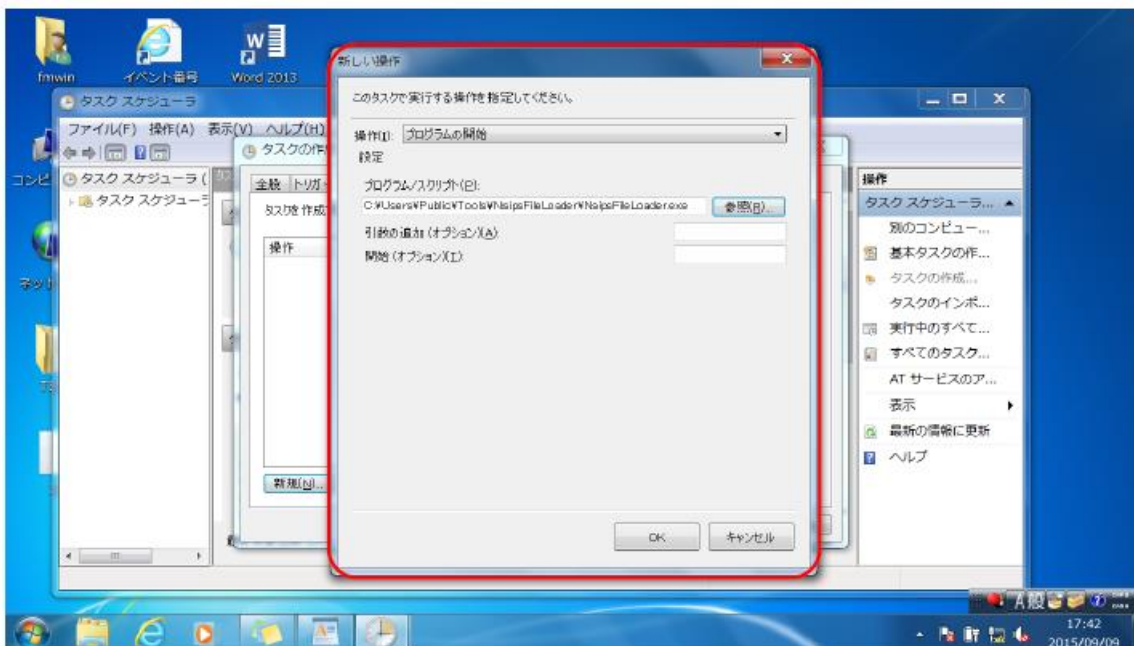 fmwin
イベント番号
Word 2013
タスク スケジューラ
ファイル(F) 操作(A) 表示(V) ヘルプ(H)
タスク スケジューラ (
タスク スケジューラ
タスクの作
全般 トリガ
タスクを作成
操作
新規(N)...
新しい操作
このタスクで実行する操作を指定してください。
操作(I): プログラムの開始
設定
プログラム/スクリプト(P):
C:¥Users¥Public¥Tools¥NsipsFileLoader¥NsipsFileLoader.exe 参照(R)...
引数の追加 (オプション)(A):
開始 (オプション)(T):
OK キャンセル
操作
タスク スケジューラ...
別のコンピュー...
基本タスクの作...
タスクの作成...
タスクのインポ...
実行中のすべて...
すべてのタスク...
AT サービスのア...
表示
最新の情報に更新
ヘルプ
コンピ
ネット
A 般
17:42
2015/09/09